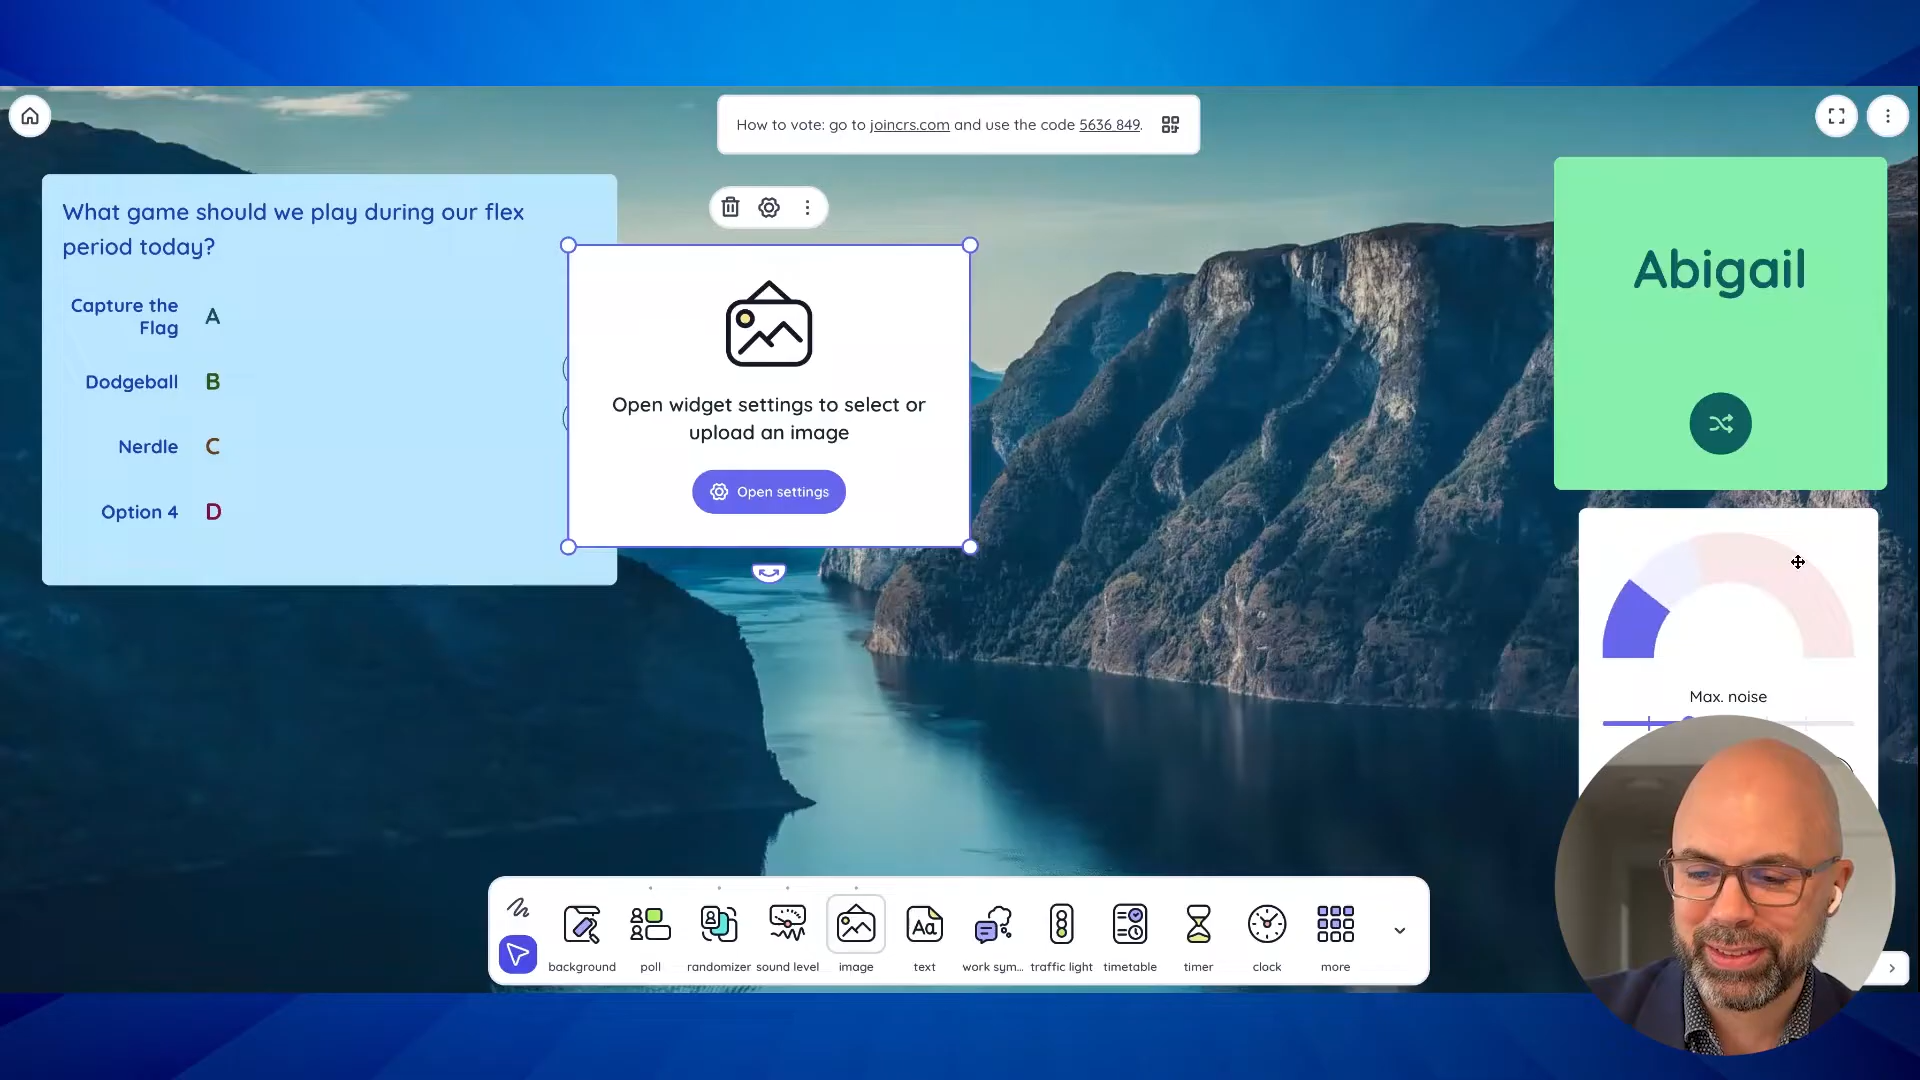 How to vote: go to joincrs.com and use the code 5636 849.
What game should we play during our flex
period today?
Capture the
Flag
A
Dodgeball
B
Nerdle
C
Option 4
D
Open widget settings to select or
upload an image
Open settings
Abigail
Max. noise
background
poll
randomizer
sound level
image
Aa
text
work sym...
traffic light
timetable
timer
clock
more